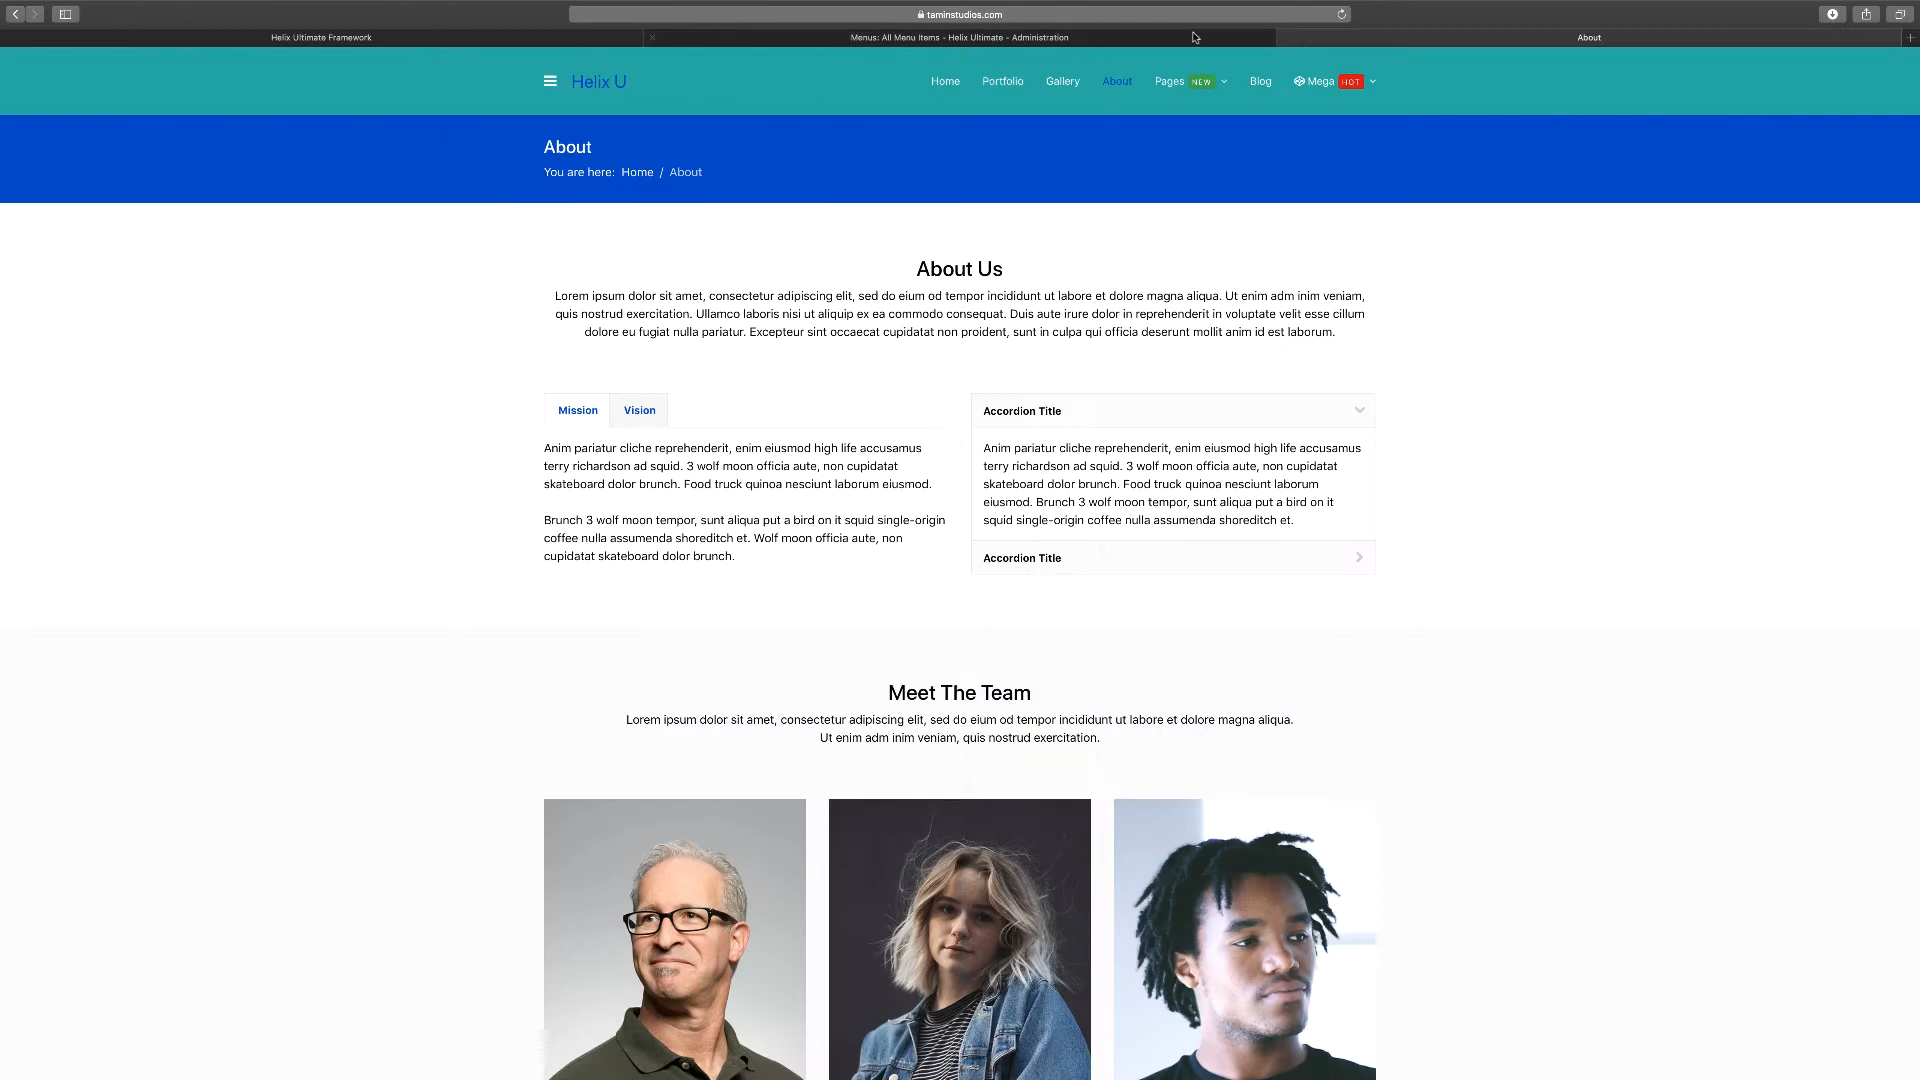 taminstudios.com
Helix Ultimate Framework
Menus: All Menu Items - Helix Ultimate - Administration
About
Helix U
Home
Portfolio
Gallery
About
Pages NEW
Blog
Mega HOT
About
You are here: Home / About
About Us
Lorem ipsum dolor sit amet, consectetur adipiscing elit, sed do eium od tempor incididunt ut labore et dolore magna aliqua. Ut enim adm inim veniam,
quis nostrud exercitation. Ullamco laboris nisi ut aliquip ex ea commodo consequat. Duis aute irure dolor in reprehenderit in voluptate velit esse cillum
dolore eu fugiat nulla pariatur. Excepteur sint occaecat cupidatat non proident, sunt in culpa qui officia deserunt mollit anim id est laborum.
Mission
Vision
Anim pariatur cliche reprehenderit, enim eiusmod high life accusamus
terry richardson ad squid. 3 wolf moon officia aute, non cupidatat
skateboard dolor brunch. Food truck quinoa nesciunt laborum eiusmod.
Brunch 3 wolf moon tempor, sunt aliqua put a bird on it squid single-origin
coffee nulla assumenda shoreditch et. Wolf moon officia aute, non
cupidatat skateboard dolor brunch.
Accordion Title
Anim pariatur cliche reprehenderit, enim eiusmod high life accusamus
terry richardson ad squid. 3 wolf moon officia aute, non cupidatat
skateboard dolor brunch. Food truck quinoa nesciunt laborum
eiusmod. Brunch 3 wolf moon tempor, sunt aliqua put a bird on it
squid single-origin coffee nulla assumenda shoreditch et.
Accordion Title
Meet The Team
Lorem ipsum dolor sit amet, consectetur adipiscing elit, sed do eium od tempor incididunt ut labore et dolore magna aliqua.
Ut enim adm inim veniam, quis nostrud exercitation.